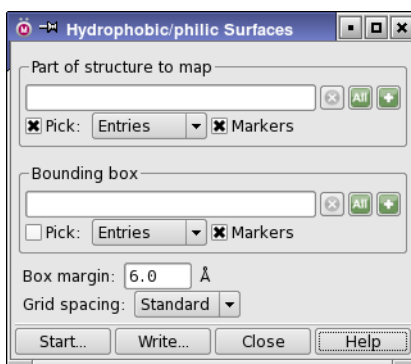 Hydrophobic/philic Surfaces
Part of structure to map
All
Pick: Entries Markers
Bounding box
All
Pick: Entries Markers
Box margin: 6.0 Å
Grid spacing: Standard
Start... Write... Close Help